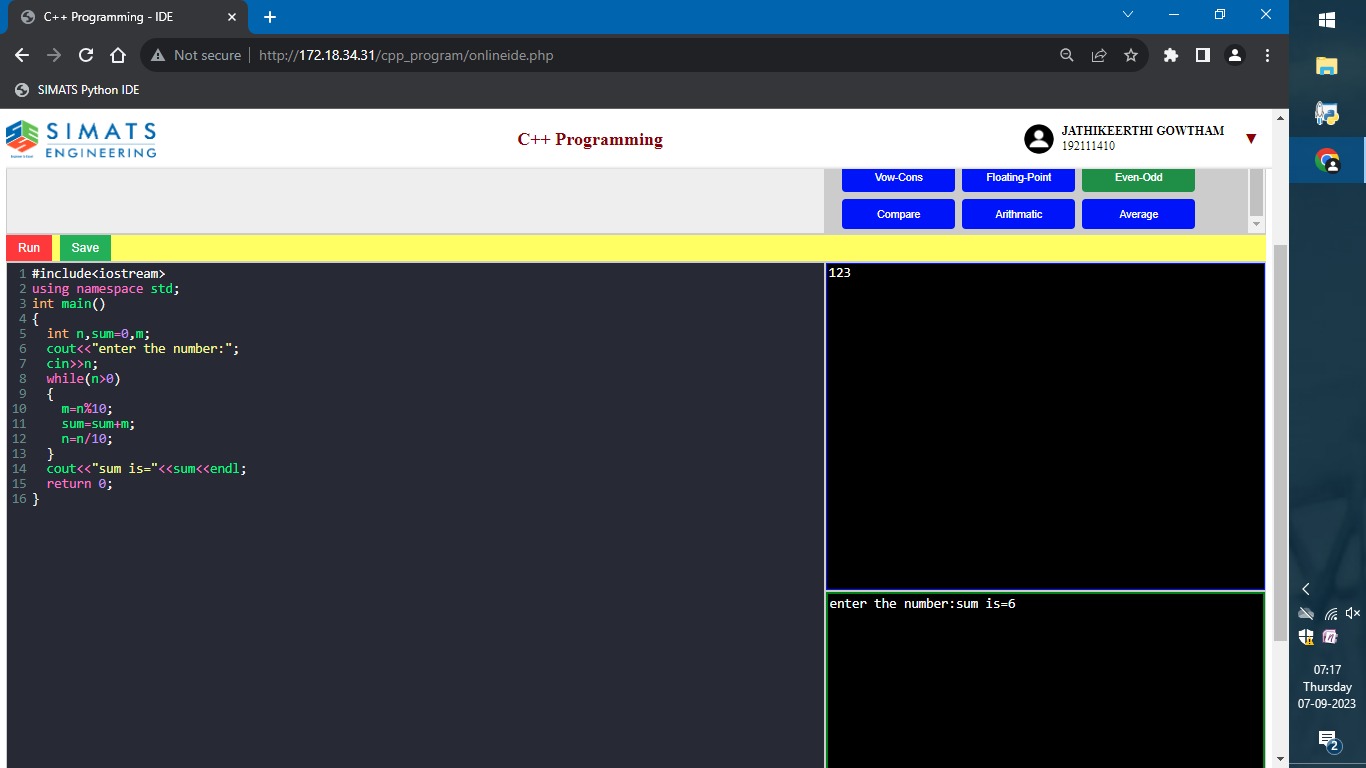 C++ Programming - IDE
Not secure
http://172.18.34.31/cpp_program/onlineide.php
SIMATS Python IDE
SIMATS
ENGINEERING
C++ Programming
JATHIKEERTHI GOWTHAM
192111410
Vow-Cons Floating-Point Even-Odd
Compare Arithmatic Average
Run Save
1 #include<iostream>
2 using namespace std;
3 int main()
4 {
5 int n,sum=0,m;
6 cout<<"enter the number:";
7 cin>>n;
8 while(n>0)
9 {
10 m=n%10;
11 sum=sum+m;
12 n=n/10;
13 }
14 cout<<"sum is="<<sum<<endl;
15 return 0;
16 }
123
enter the number:sum is=6
07:17
Thursday
07-09-2023
2